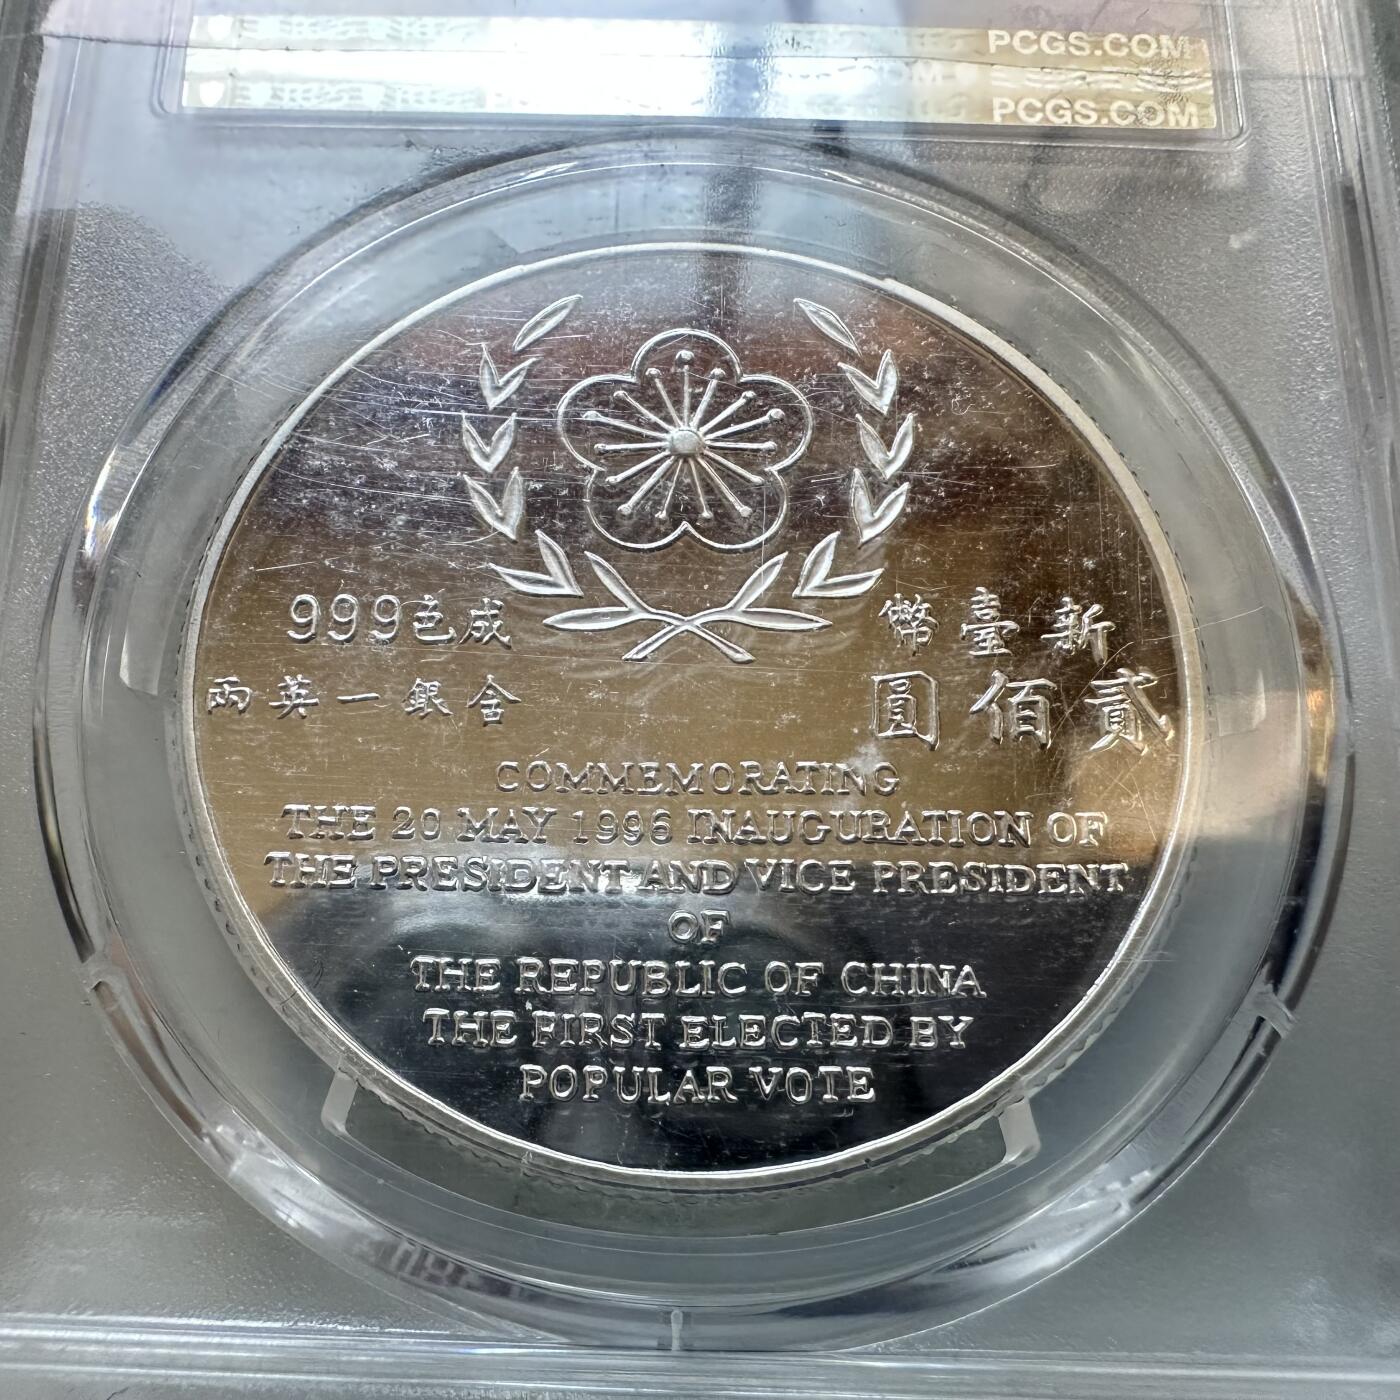 PCGS.COM
COM
PCGS.COM
999色成
兩英一銀含
幣臺新
圓佰貳
COMMEMORATING
THE 20 MAY 1996 INAUGURATION OF
THE PRESIDENT AND VICE PRESIDENT
OF
THE REPUBLIC OF CHINA
THE FIRST ELECTED BY
POPULAR VOTE